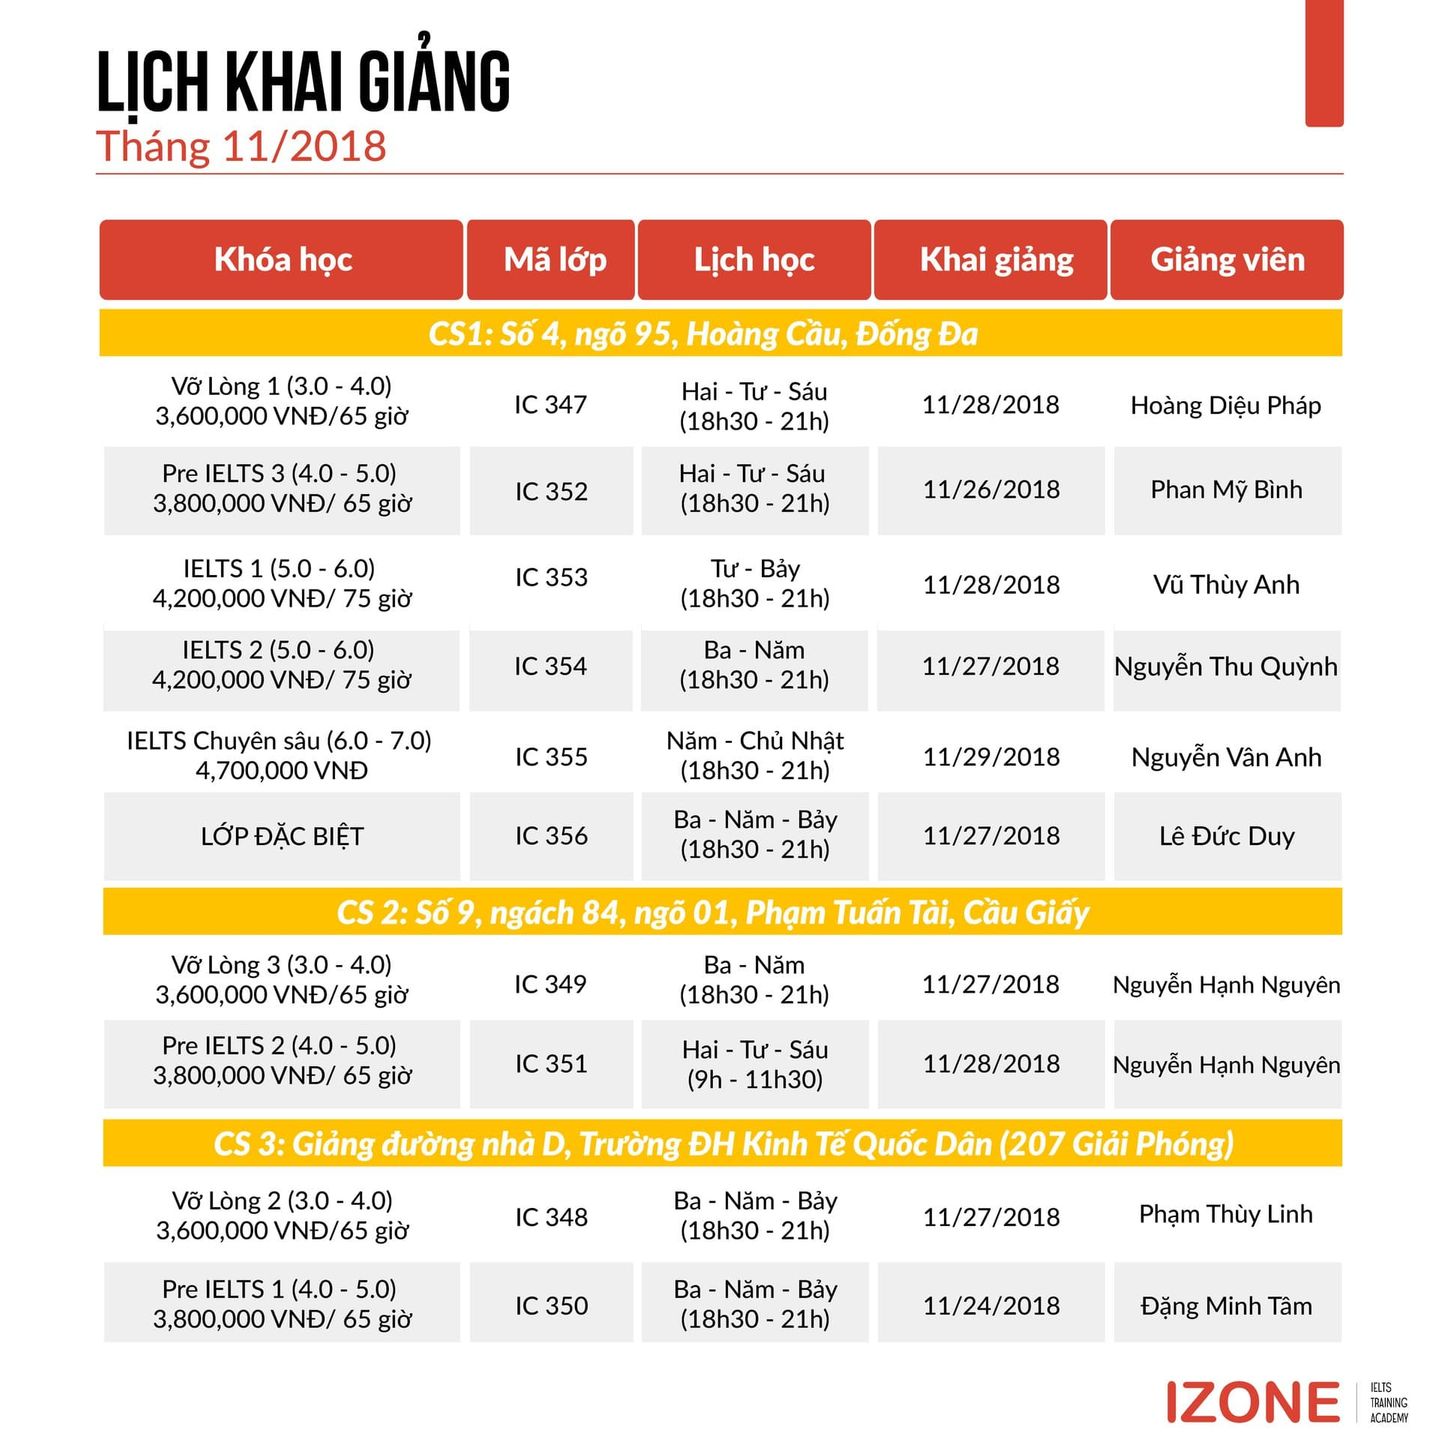 LỊCH KHAI GIẢNG
Tháng 11/2018
Khóa học Mã lớp Lịch học Khai giảng Giảng viên
CS1: Số 4, ngõ 95, Hoàng Cầu, Đống Đa
Vỡ Lòng 1 (3.0 - 4.0)
3,600,000 VNĐ/65 giờ
IC 347
Hai - Tư - Sáu
(18h30 - 21h)
11/28/2018
Hoàng Diệu Pháp
Pre IELTS 3 (4.0 - 5.0)
3,800,000 VNĐ/ 65 giờ
IC 352
Hai - Tư - Sáu
(18h30 - 21h)
11/26/2018
Phan Mỹ Bình
IELTS 1 (5.0 - 6.0)
4,200,000 VNĐ/ 75 giờ
IC 353
Tư - Bảy
(18h30 - 21h)
11/28/2018
Vũ Thùy Anh
IELTS 2 (5.0 - 6.0)
4,200,000 VNĐ/ 75 giờ
IC 354
Ba - Năm
(18h30 - 21h)
11/27/2018
Nguyễn Thu Quỳnh
IELTS Chuyên sâu (6.0 - 7.0)
4,700,000 VNĐ
IC 355
Năm - Chủ Nhật
(18h30 - 21h)
11/29/2018
Nguyễn Vân Anh
LỚP ĐẶC BIỆT
IC 356
Ba - Năm - Bảy
(18h30 - 21h)
11/27/2018
Lê Đức Duy
CS 2: Số 9, ngách 84, ngõ 01, Phạm Tuấn Tài, Cầu Giấy
Vỡ Lòng 3 (3.0 - 4.0)
3,600,000 VNĐ/65 giờ
IC 349
Ba - Năm
(18h30 - 21h)
11/27/2018
Nguyễn Hạnh Nguyên
Pre IELTS 2 (4.0 - 5.0)
3,800,000 VNĐ/ 65 giờ
IC 351
Hai - Tư - Sáu
(9h - 11h30)
11/28/2018
Nguyễn Hạnh Nguyên
CS 3: Giảng đường nhà D, Trường ĐH Kinh Tế Quốc Dân (207 Giải Phóng)
Vỡ Lòng 2 (3.0 - 4.0)
3,600,000 VNĐ/65 giờ
IC 348
Ba - Năm - Bảy
(18h30 - 21h)
11/27/2018
Phạm Thùy Linh
Pre IELTS 1 (4.0 - 5.0)
3,800,000 VNĐ/ 65 giờ
IC 350
Ba - Năm - Bảy
(18h30 - 21h)
11/24/2018
Đặng Minh Tâm
IZONE
IELTS
TRAINING
ACADEMY